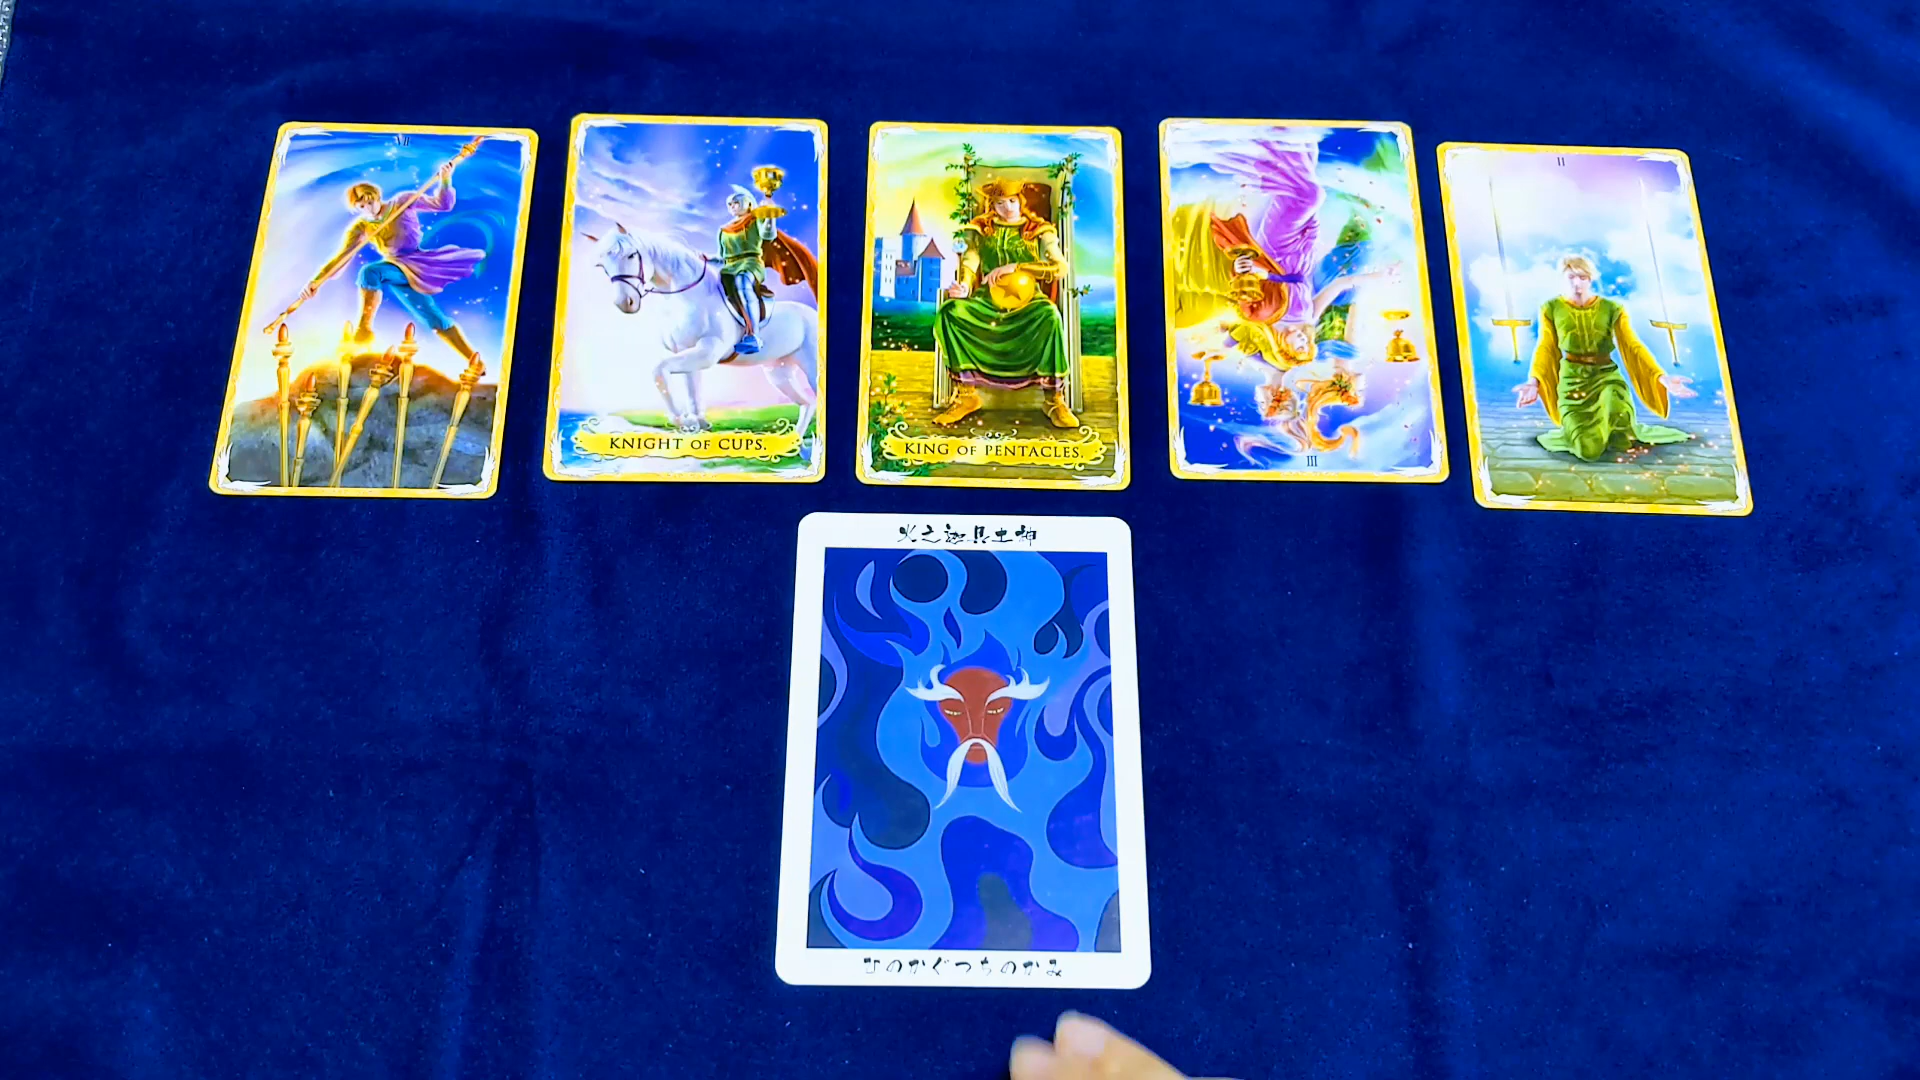 VII
KNIGHT OF CUPS.
KING OF PENTACLES.
III
II
火之迦具土神
ひのかぐつちのかみ